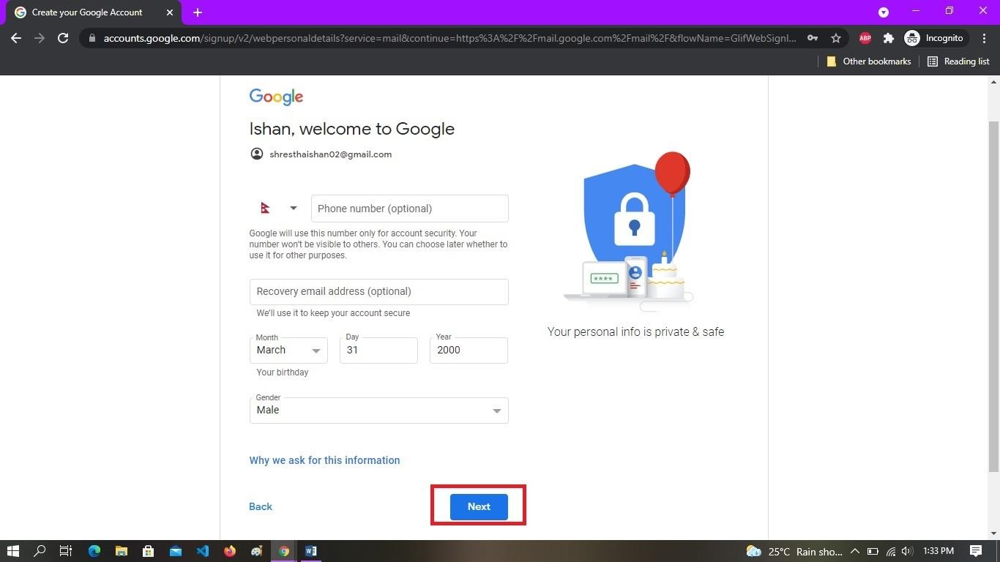 Create your Google Account
accounts.google.com/signup/v2/webpersonaldetails?service=mail&continue=https%3A%2F%2Fmail.google.com%2Fmail%2F&flowName=GlifWebSignI...
ABP
Incognito
Other bookmarks
Reading list
Google
Ishan, welcome to Google
shresthaishan02@gmail.com
Phone number (optional)
Google will use this number only for account security. Your
number won't be visible to others. You can choose later whether to
use it for other purposes.
Recovery email address (optional)
We'll use it to keep your account secure
Month
March
Day
31
Year
2000
Your birthday
Gender
Male
Why we ask for this information
Back
Next
****
Your personal info is private & safe
25°C Rain sho...
1:33 PM